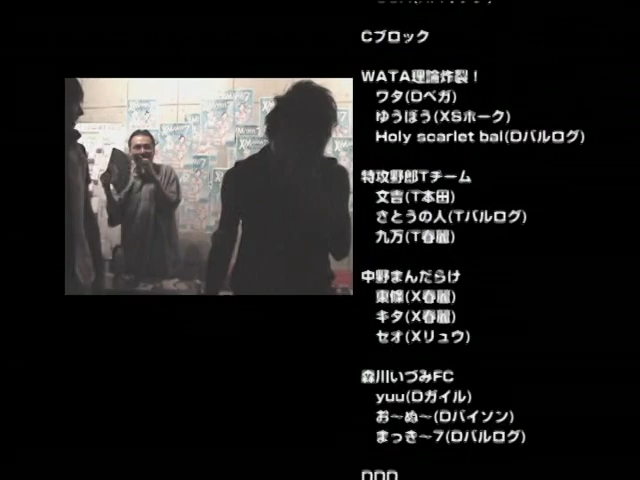 Cブロック
WATA理論炸裂！
ワタ(Dベガ)
ゆうぼう(XSホーク)
Holy scarlet bal(Dバルログ)
特攻野郎Tチーム
文吉(T本田)
さとうの人(Tバルログ)
九万(T春麗)
中野まんだらけ
東條(X春麗)
キタ(X春麗)
セオ(Xリュウ)
森川いづみFC
yuu(Dガイル)
お～ぬ～(Dバイソン)
まっき～7(Dバルログ)